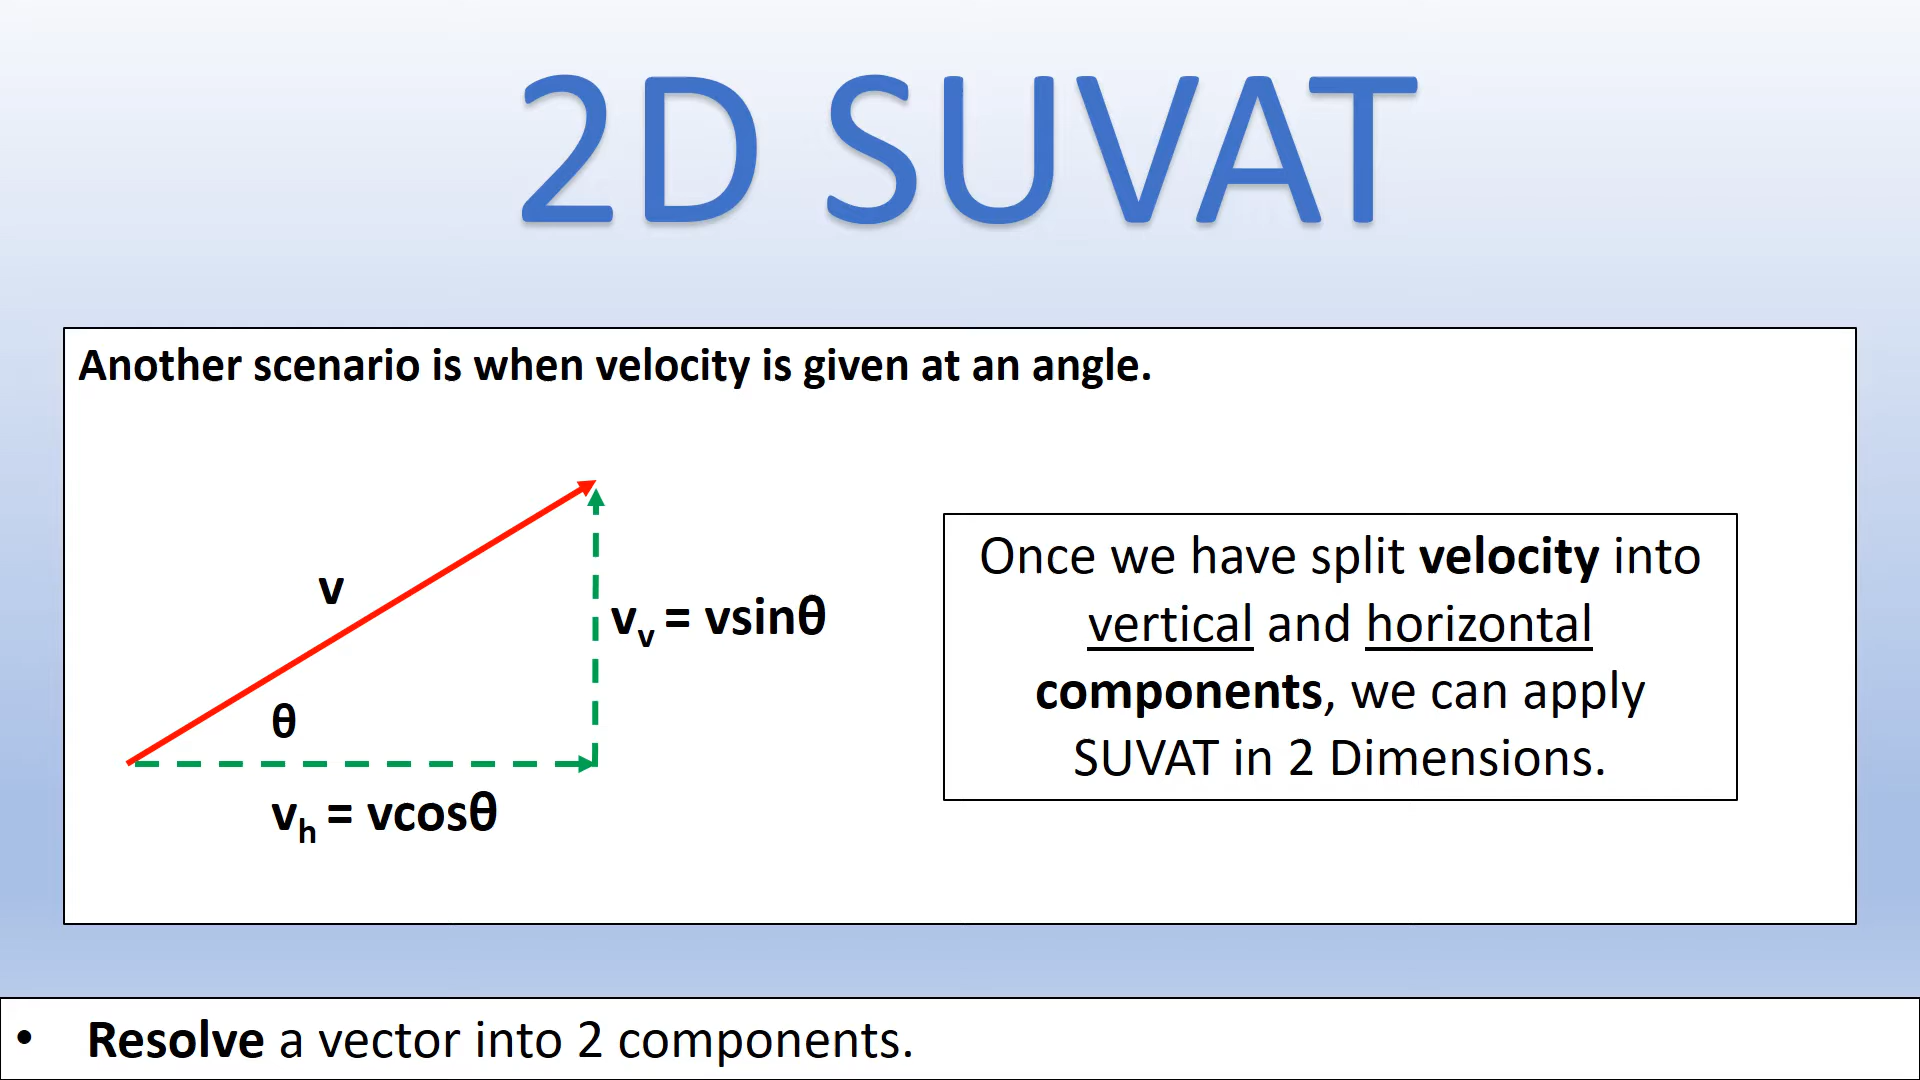 2D SUVAT
Another scenario is when velocity is given at an angle.
v
θ
vᵥ = vsinθ
vₕ = vcosθ
Once we have split velocity into
vertical and horizontal
components, we can apply
SUVAT in 2 Dimensions.
• Resolve a vector into 2 components.